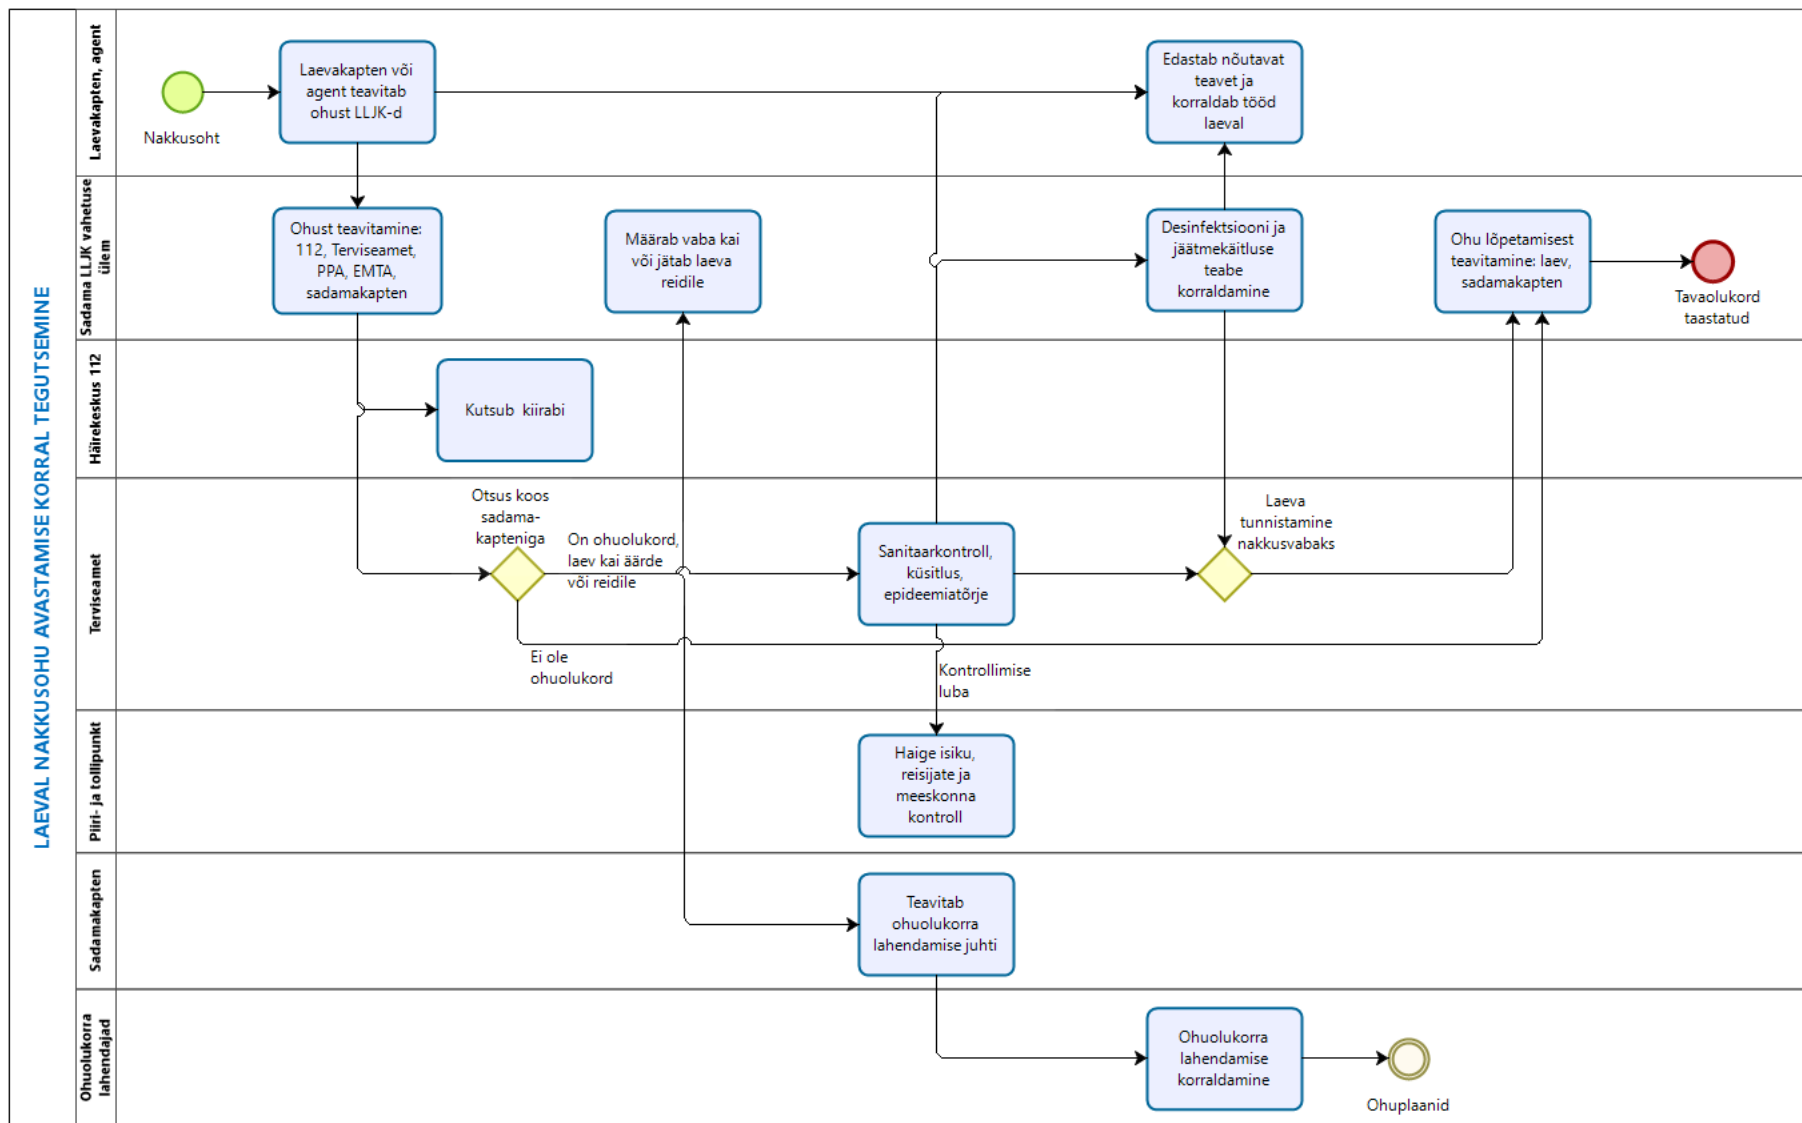 LAEVAL NAKKUSOHU AVASTAMISE KORRAL TEGUTSEMINE
Laevakapten, agent
Nakkusoht
Laevakapten või
agent teavitab
ohust LLJK-d
Edastab nõutavat
teavet ja
korraldab tööd
laeval
Sadama LLJK vahetuse
ülem
Ohust teavitamine:
112, Terviseamet,
PPA, EMTA,
sadamakapten
Määrab vaba kai
või jätab laeva
reidile
Desinfektsiooni ja
jäätmekäitluse
teabe
korraldamine
Ohu lõpetamisest
teavitamine: laev,
sadamakapten
Tavaolukord
taastatud
Häirekeskus 112
Kutsub kiirabi
Terviseamet
Otsus koos
sadama-
kapteniga
On ohuolukord,
laev kai äärde
või reidile
Ei ole
ohuolukord
Sanitaarkontroll,
küsitlus,
epideemiatõrje
Kontrollimise
luba
Laeva
tunnistamine
nakkusvabaks
Piiri- ja tollipunkt
Haige isiku,
reisijate ja
meeskonna
kontroll
Sadamakapten
Teavitab
ohuolukorra
lahendamise juhti
Ohuolukorra
lahendajad
Ohuolukorra
lahendamise
korraldamine
Ohuplaanid